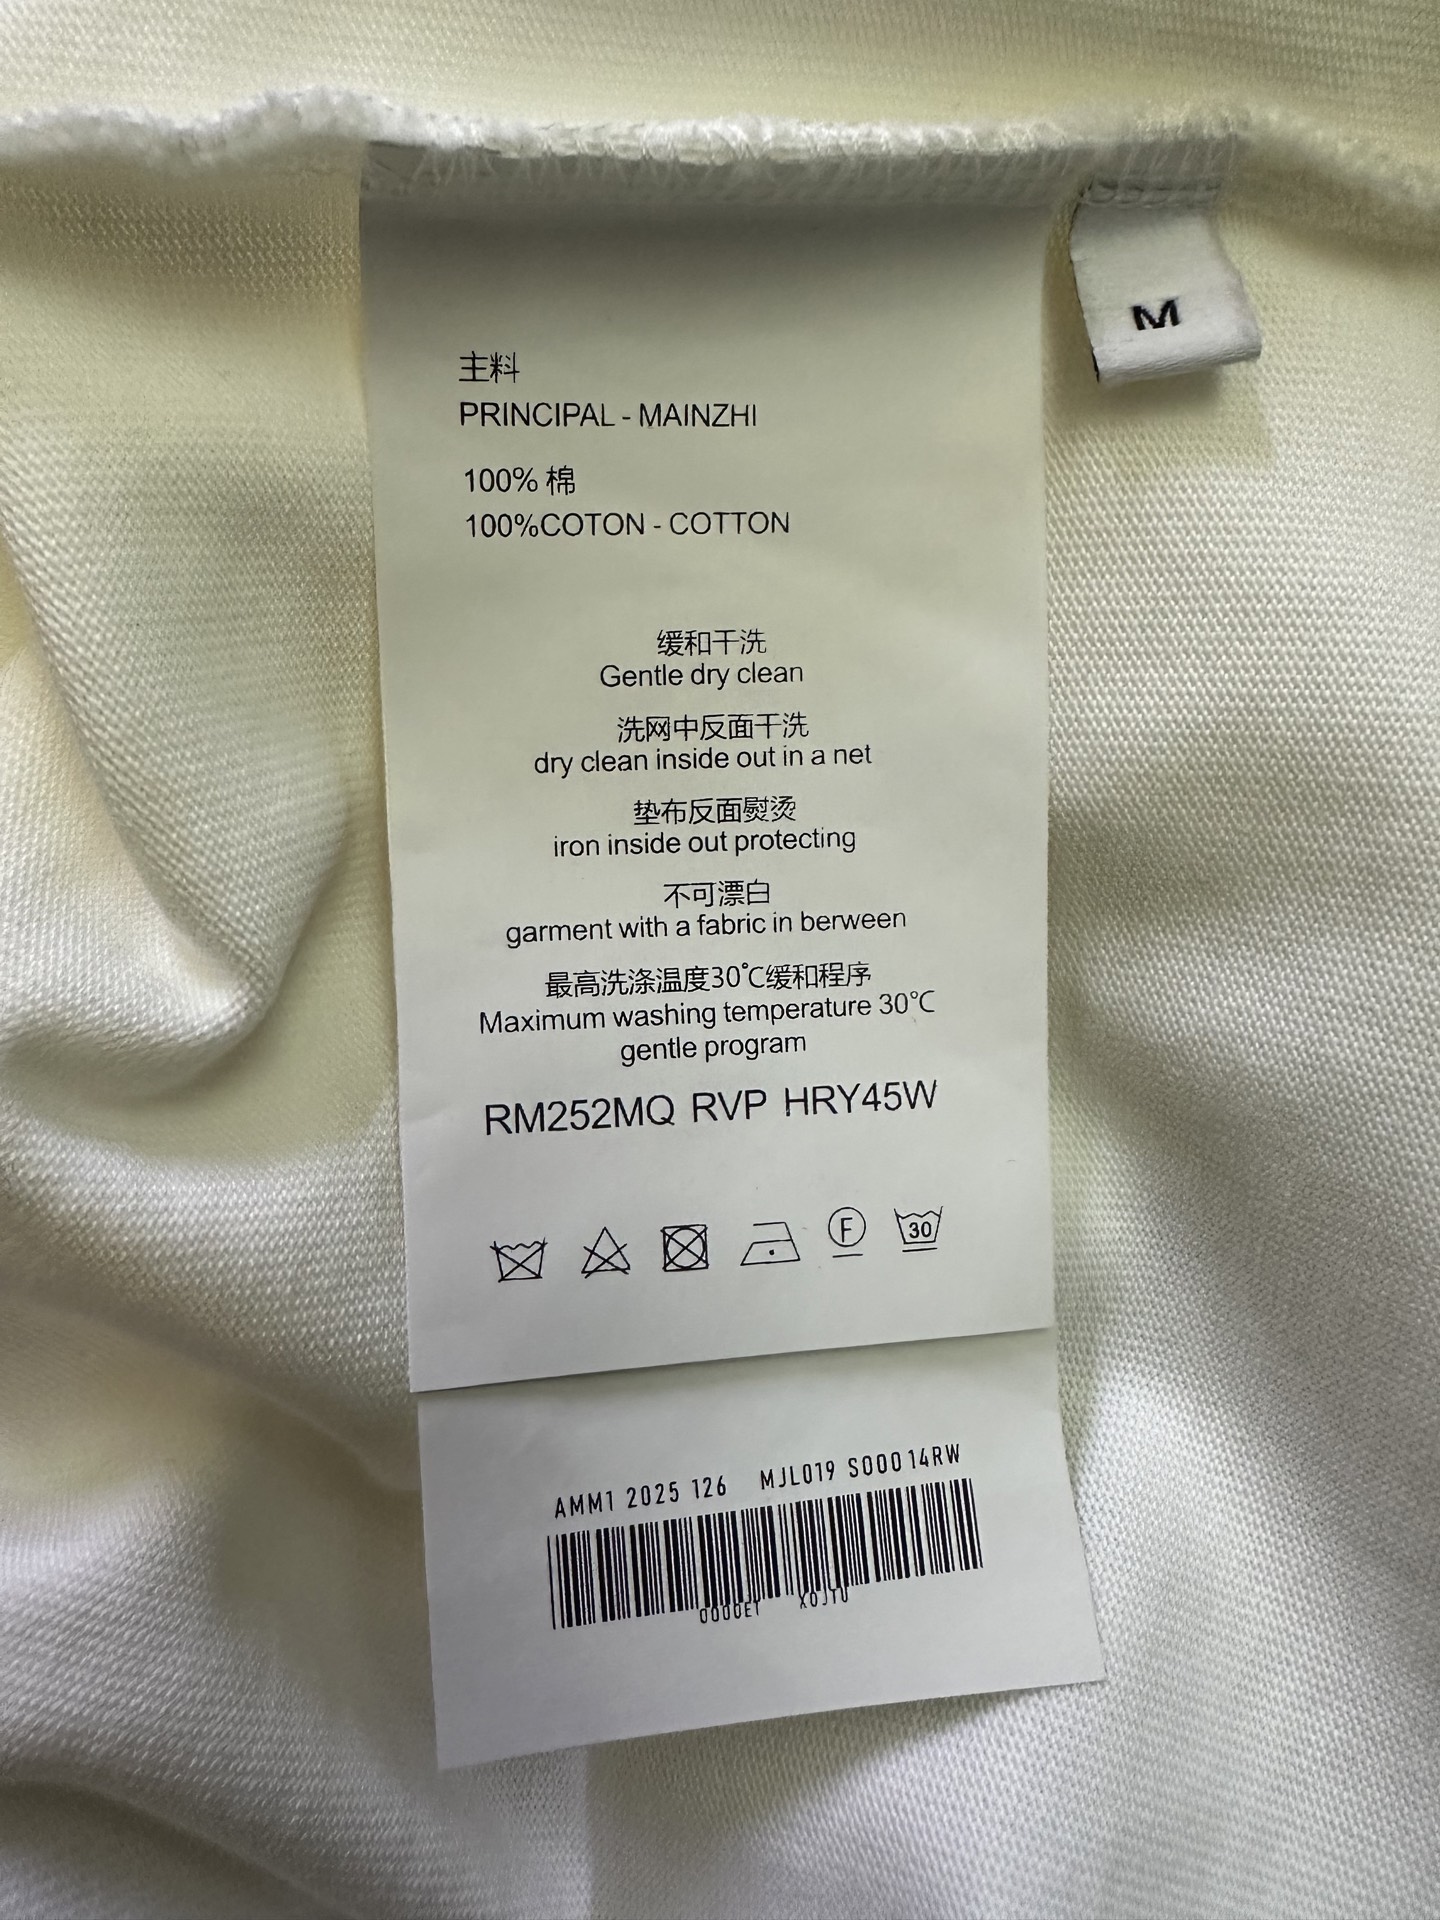 M
主料
PRINCIPAL - MAINZHI
100% 棉
100%COTON - COTTON
缓和干洗
Gentle dry clean
洗网中反面干洗
dry clean inside out in a net
垫布反面熨烫
iron inside out protecting
不可漂白
garment with a fabric in berween
最高洗涤温度30℃缓和程序
Maximum washing temperature 30℃
gentle program
RM252MQ RVP HRY45W
F 30
AMM1 2025 126 MJL019 S00014RW
0000ET XOJTU